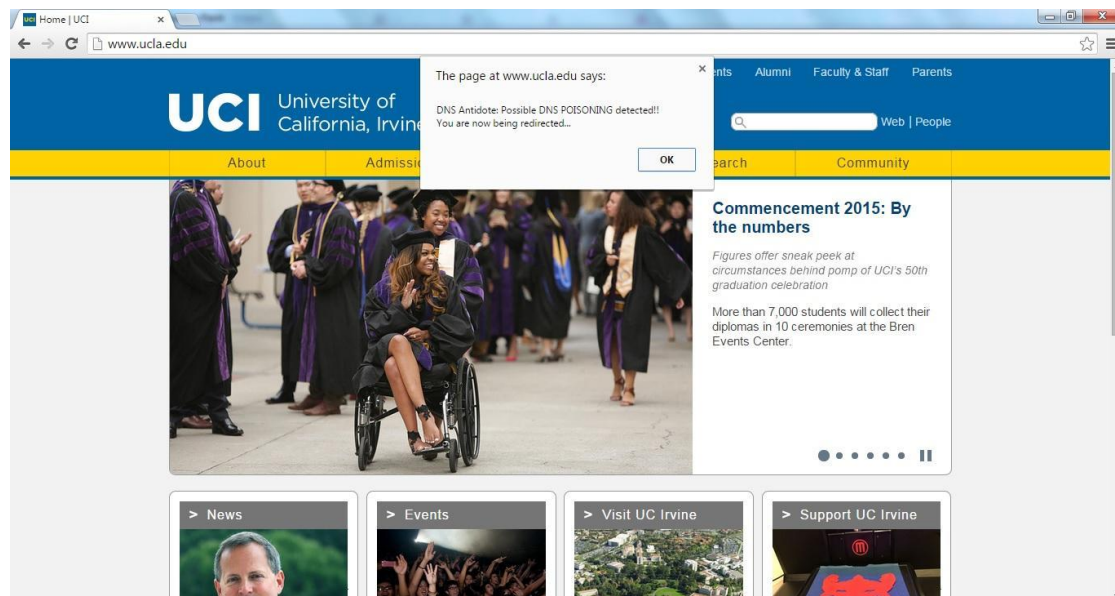 UCI Home | UCI
www.ucla.edu
The page at www.ucla.edu says:
DNS Antidote: Possible DNS POISONING detected!!
You are now being redirected...
OK
Alumni
Faculty & Staff
Parents
UCI
University of
California, Irvine
Web | People
About
Community
Commencement 2015: By
the numbers
Figures offer sneak peek at
circumstances behind pomp of UCI's 50th
graduation celebration
More than 7,000 students will collect their
diplomas in 10 ceremonies at the Bren
Events Center.
> News
> Events
> Visit UC Irvine
> Support UC Irvine